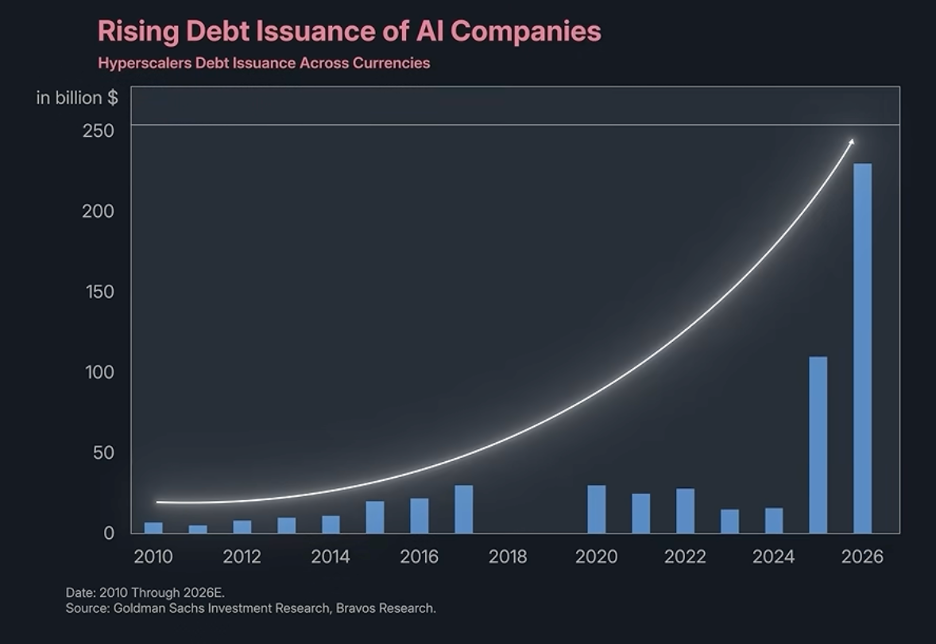 Rising Debt Issuance of AI Companies
Hyperscalers Debt Issuance Across Currencies
in billion $
250
200
150
100
50
0
2010 2012 2014 2016 2018 2020 2022 2024 2026
Date: 2010 Through 2026E.
Source: Goldman Sachs Investment Research, Bravos Research.